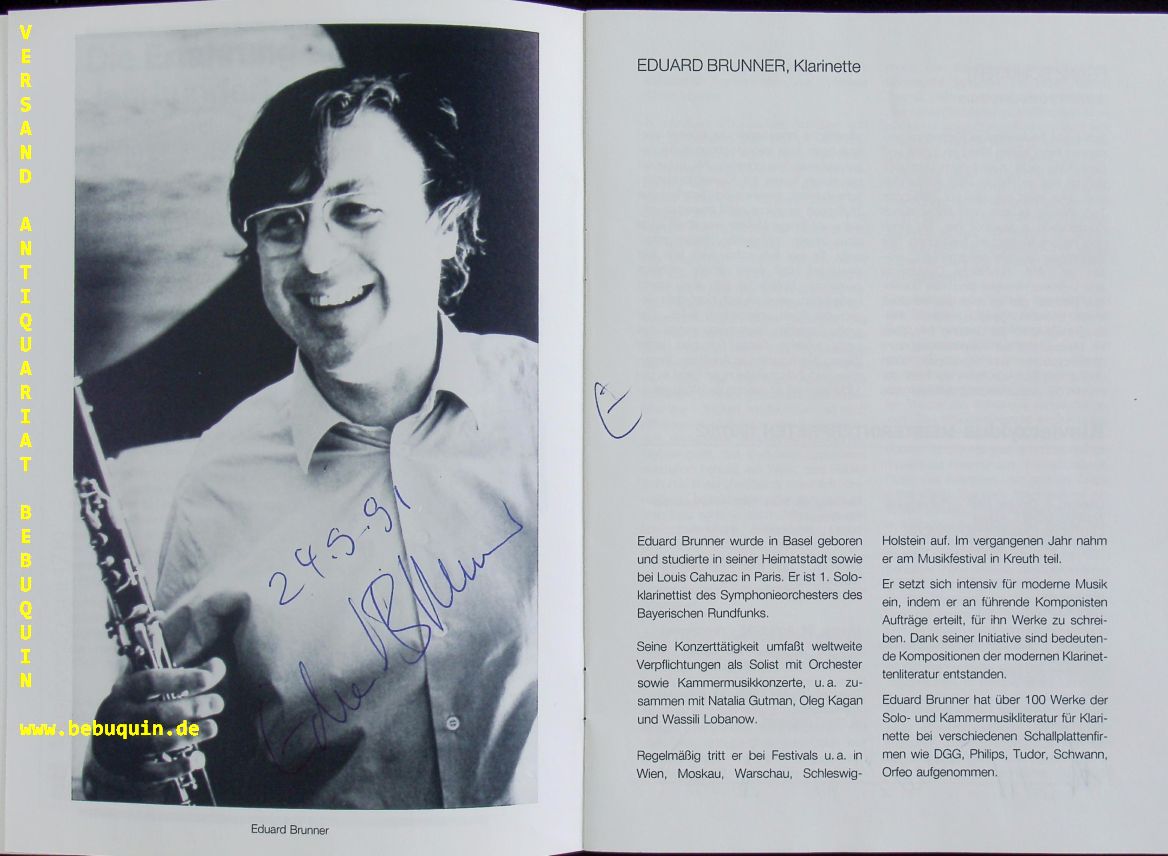 VERSAND ANTIQUARIAT BEBUQUIN
www.bebuquin.de
24.9.91
Eduard Brunner
Eduard Brunner
EDUARD BRUNNER, Klarinette
Eduard Brunner wurde in Basel geboren
und studierte in seiner Heimatstadt sowie
bei Louis Cahuzac in Paris. Er ist 1. Solo-
klarinettist des Symphonieorchesters des
Bayerischen Rundfunks.
Seine Konzerttätigkeit umfaßt weltweite
Verpflichtungen als Solist mit Orchester
sowie Kammermusikkonzerte, u. a. zu-
sammen mit Natalia Gutman, Oleg Kagan
und Wassili Lobanow.
Regelmäßig tritt er bei Festivals u. a. in
Wien, Moskau, Warschau, Schleswig-
Holstein auf. Im vergangenen Jahr nahm
er am Musikfestival in Kreuth teil.
Er setzt sich intensiv für moderne Musik
ein, indem er an führende Komponisten
Aufträge erteilt, für ihn Werke zu schrei-
ben. Dank seiner Initiative sind bedeuten-
de Kompositionen der modernen Klarinet-
tenliteratur entstanden.
Eduard Brunner hat über 100 Werke der
Solo- und Kammermusikliteratur für Klari-
nette bei verschiedenen Schallplattenfir-
men wie DGG, Philips, Tudor, Schwann,
Orfeo aufgenommen.